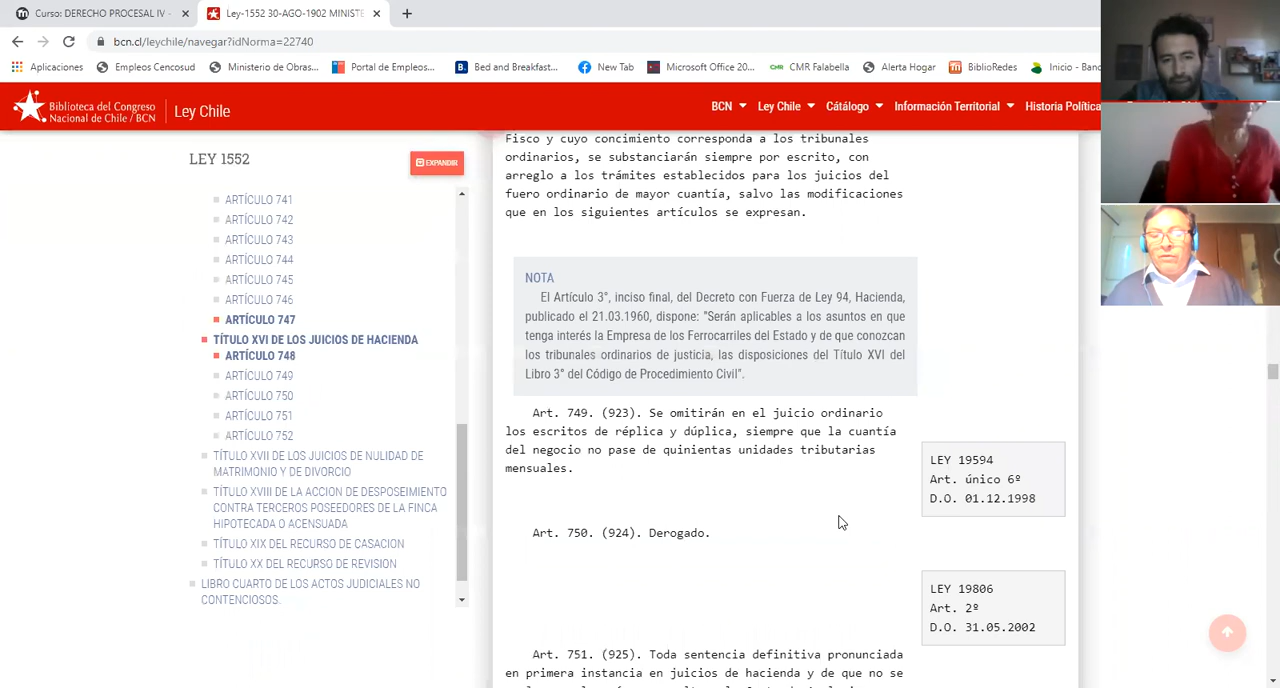 Curso: DERECHO PROCESAL IV -
Ley-1552 30-AGO-1902 MINISTE
bcn.cl/leychile/navegar?idNorma=22740
Aplicaciones
Empleos Cencosud
Ministerio de Obras...
Portal de Empleos...
Bed and Breakfast...
New Tab
Microsoft Office 20...
CMR Falabella
Alerta Hogar
BiblioRedes
Inicio - Banc
Biblioteca del Congreso
Nacional de Chile / BCN
Ley Chile
BCN
Ley Chile
Catálogo
Información Territorial
Historia Política
LEY 1552
EXPANDIR
ARTÍCULO 741
ARTÍCULO 742
ARTÍCULO 743
ARTÍCULO 744
ARTÍCULO 745
ARTÍCULO 746
ARTÍCULO 747
TÍTULO XVI DE LOS JUICIOS DE HACIENDA
ARTÍCULO 748
ARTÍCULO 749
ARTÍCULO 750
ARTÍCULO 751
ARTÍCULO 752
TÍTULO XVII DE LOS JUICIOS DE NULIDAD DE
MATRIMONIO Y DE DIVORCIO
TÍTULO XVIII DE LA ACCION DE DESPOSEIMIENTO
CONTRA TERCEROS POSEEDORES DE LA FINCA
HIPOTECADA O ACENSUADA
TÍTULO XIX DEL RECURSO DE CASACION
TÍTULO XX DEL RECURSO DE REVISION
LIBRO CUARTO DE LOS ACTOS JUDICIALES NO
CONTENCIOSOS.
Fisco y cuyo concimiento corresponda a los tribunales
ordinarios, se substanciarán siempre por escrito, con
arreglo a los trámites establecidos para los juicios del
fuero ordinario de mayor cuantía, salvo las modificaciones
que en los siguientes artículos se expresan.
NOTA
El Artículo 3°, inciso final, del Decreto con Fuerza de Ley 94, Hacienda,
publicado el 21.03.1960, dispone: "Serán aplicables a los asuntos en que
tenga interés la Empresa de los Ferrocarriles del Estado y de que conozcan
los tribunales ordinarios de justicia, las disposiciones del Título XVI del
Libro 3° del Código de Procedimiento Civil".
Art. 749. (923). Se omitirán en el juicio ordinario
los escritos de réplica y dúplica, siempre que la cuantía
del negocio no pase de quinientas unidades tributarias
mensuales.
LEY 19594
Art. único 6º
D.O. 01.12.1998
Art. 750. (924). Derogado.
LEY 19806
Art. 2º
D.O. 31.05.2002
Art. 751. (925). Toda sentencia definitiva pronunciada
en primera instancia en juicios de hacienda y de que no se